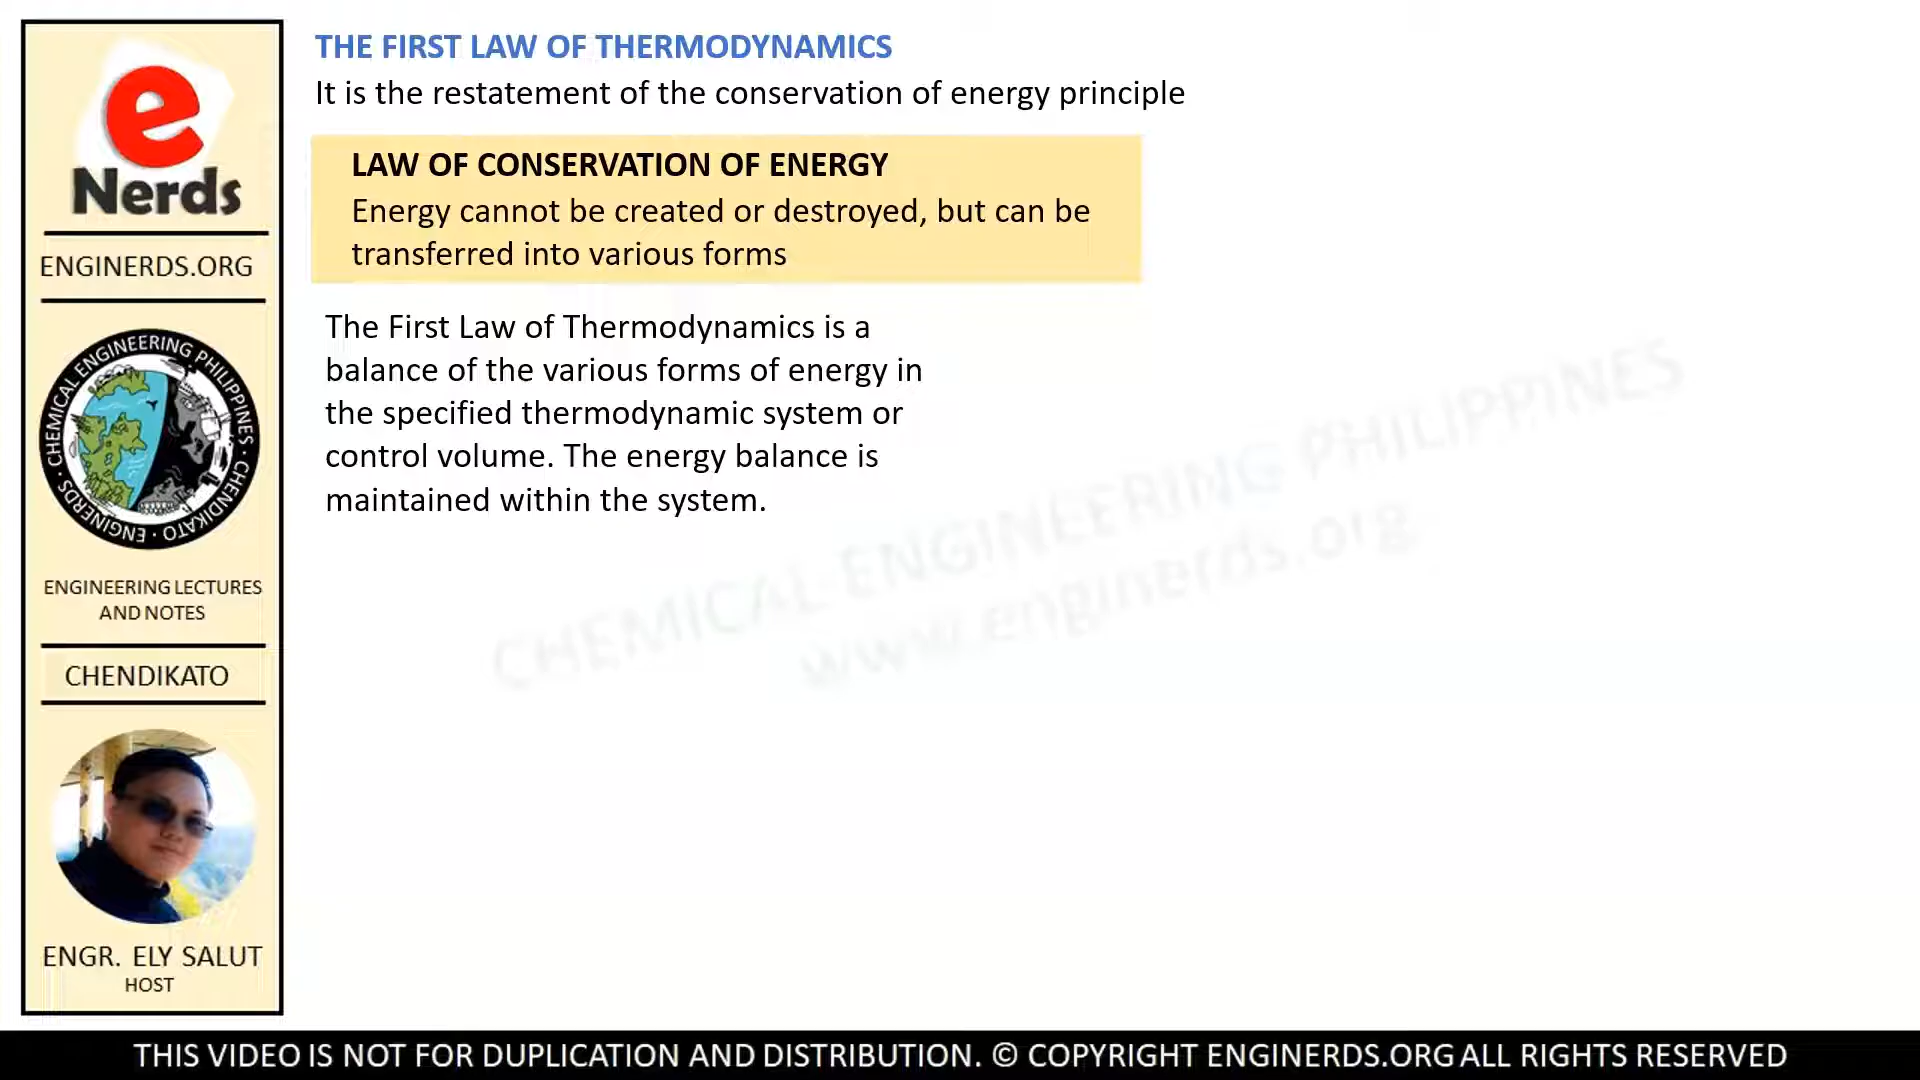 e
Nerds
ENGINERDS.ORG
CHEMICAL ENGINEERING PHILIPPINES · CHENDIKATO · ENGINERDS ·
ENGINEERING LECTURES
AND NOTES
CHENDIKATO
ENGR. ELY SALUT
HOST
THE FIRST LAW OF THERMODYNAMICS
It is the restatement of the conservation of energy principle
LAW OF CONSERVATION OF ENERGY
Energy cannot be created or destroyed, but can be
transferred into various forms
The First Law of Thermodynamics is a
balance of the various forms of energy in
the specified thermodynamic system or
control volume. The energy balance is
maintained within the system.
CHEMICAL ENGINEERING PHILIPPINES
www.enginerds.org
THIS VIDEO IS NOT FOR DUPLICATION AND DISTRIBUTION. © COPYRIGHT ENGINERDS.ORG ALL RIGHTS RESERVED